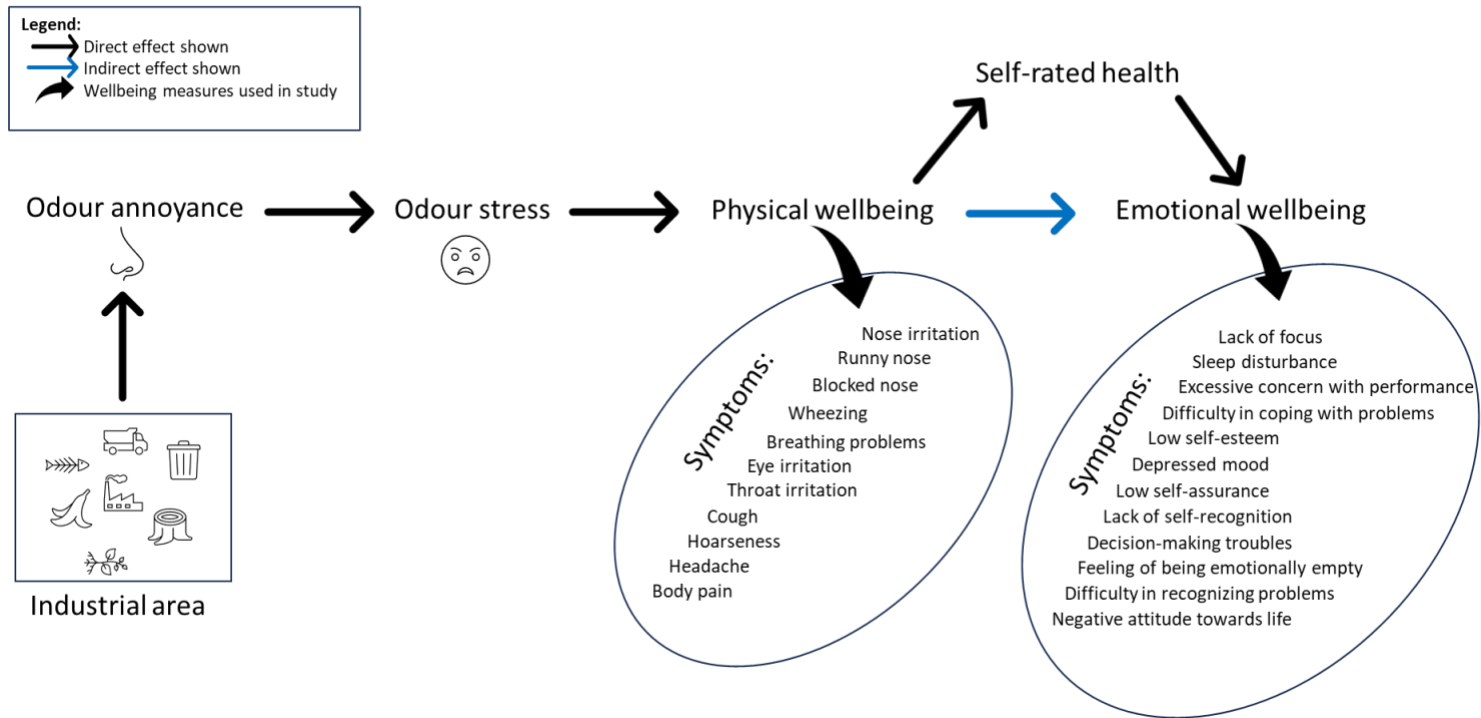 Legend:
Direct effect shown
Indirect effect shown
Wellbeing measures used in study
Self-rated health
Odour annoyance
Odour stress
Physical wellbeing
Emotional wellbeing
Industrial area
Symptoms:
Nose irritation
Runny nose
Blocked nose
Wheezing
Breathing problems
Eye irritation
Throat irritation
Cough
Hoarseness
Headache
Body pain
Symptoms:
Lack of focus
Sleep disturbance
Excessive concern with performance
Difficulty in coping with problems
Low self-esteem
Depressed mood
Low self-assurance
Lack of self-recognition
Decision-making troubles
Feeling of being emotionally empty
Difficulty in recognizing problems
Negative attitude towards life